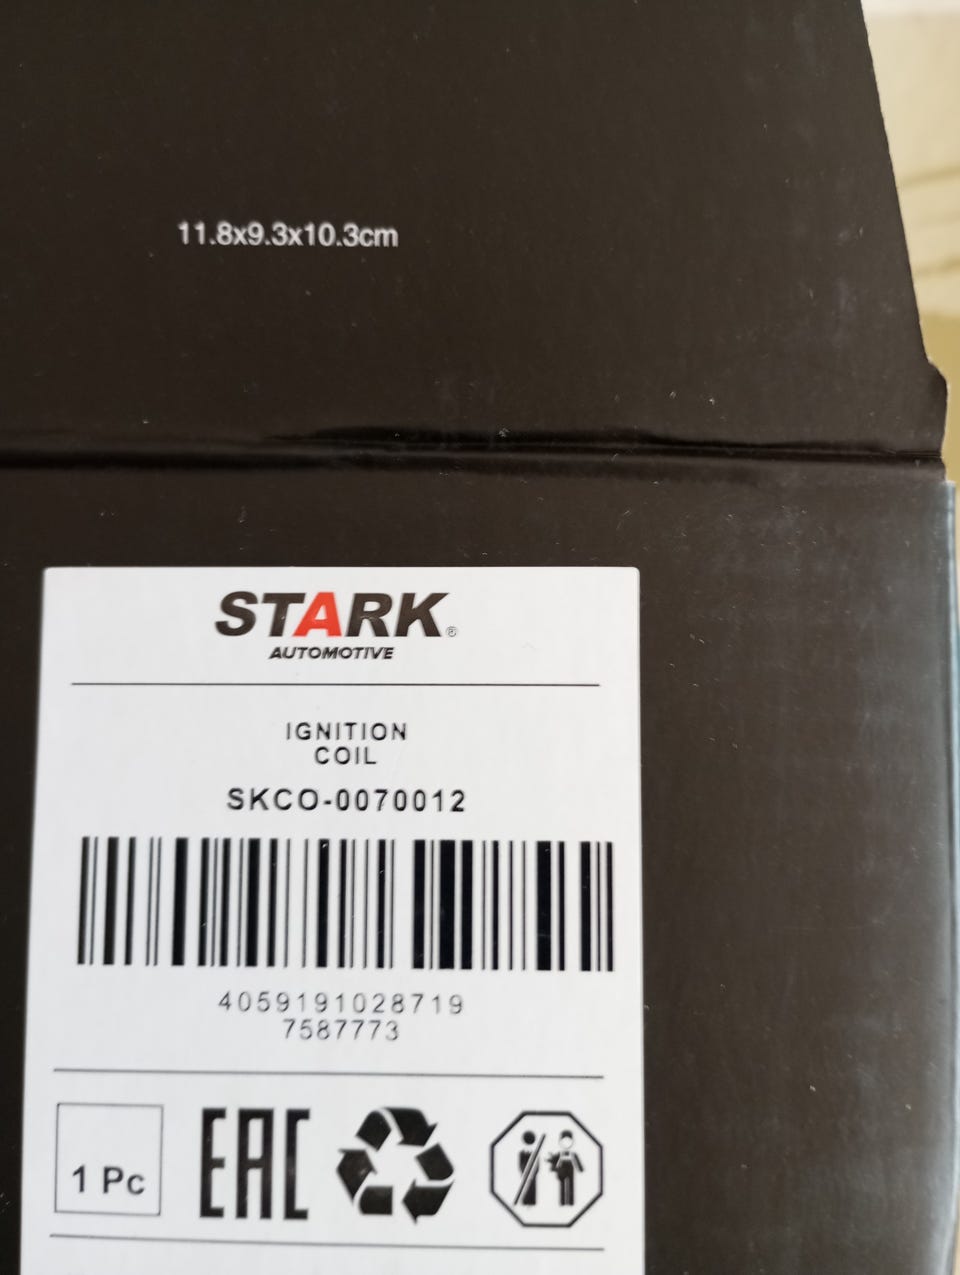 11.8x9.3x10.3cm
STARK®
AUTOMOTIVE
IGNITION
COIL
SKCO-0070012
4059191028719
7587773
1 Pc
EAC